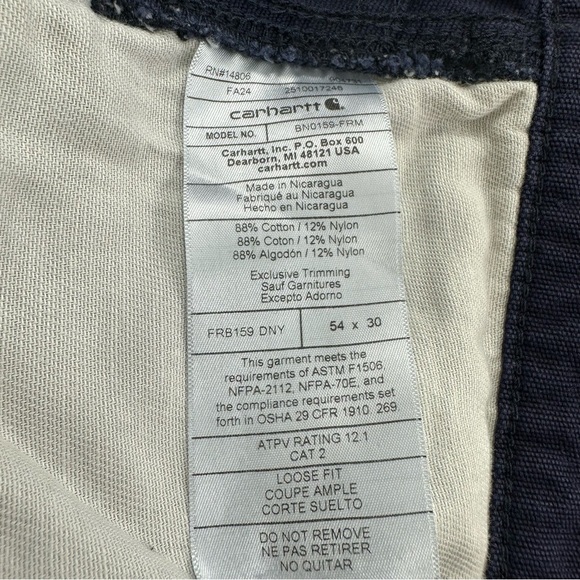 RN#14806
FA24 2510017246
carhartt
MODEL NO. BN0159-FRM
Carhartt, Inc. P.O. Box 600
Dearborn, MI 48121 USA
carhartt.com
Made in Nicaragua
Fabriqué au Nicaragua
Hecho en Nicaragua
88% Cotton / 12% Nylon
88% Coton / 12% Nylon
88% Algodón / 12% Nylon
Exclusive Trimming
Sauf Garnitures
Excepto Adorno
FRB159 DNY 54 x 30
This garment meets the
requirements of ASTM F1506,
NFPA-2112, NFPA-70E, and
the compliance requirements set
forth in OSHA 29 CFR 1910. 269.
ATPV RATING 12.1
CAT 2
LOOSE FIT
COUPE AMPLE
CORTE SUELTO
DO NOT REMOVE
NE PAS RETIRER
NO QUITAR